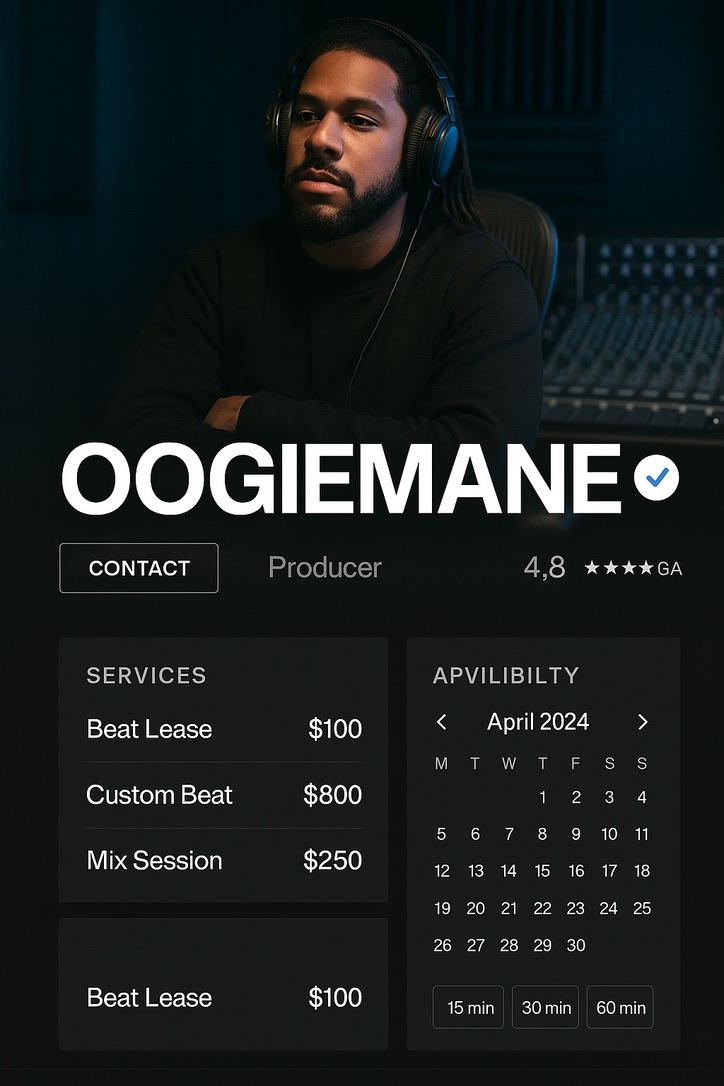 OOGIEMANE
CONTACT
Producer
4,8 ★★★★ GA
SERVICES
Beat Lease $100
Custom Beat $800
Mix Session $250
Beat Lease $100
APVILIBILTY
< April 2024 >
M T W T F S S
1 2 3 4
5 6 7 8 9 10 11
12 13 14 15 16 17 18
19 20 21 22 23 24 25
26 27 28 29 30
15 min 30 min 60 min